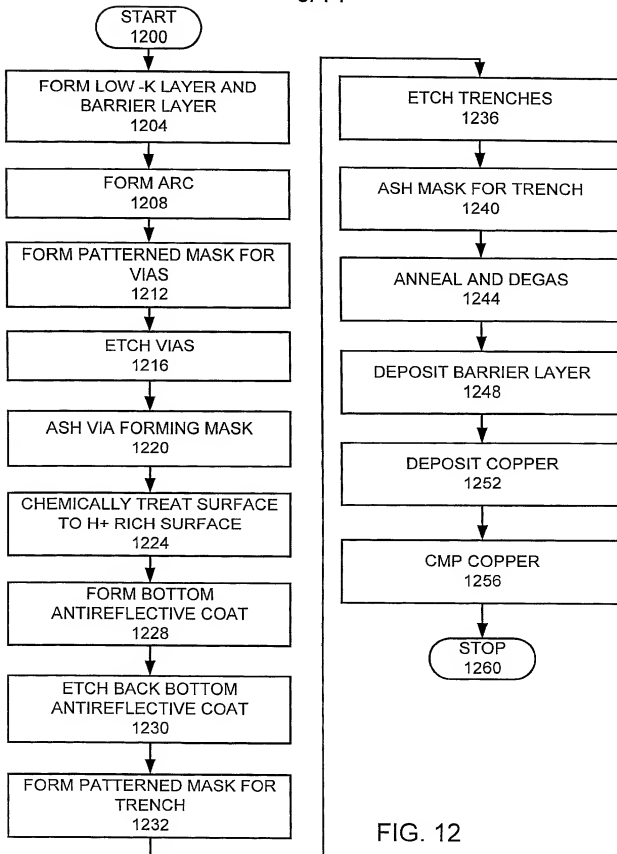 START
1200
FORM LOW -K LAYER AND
BARRIER LAYER
1204
FORM ARC
1208
FORM PATTERNED MASK FOR
VIAS
1212
ETCH VIAS
1216
ASH VIA FORMING MASK
1220
CHEMICALLY TREAT SURFACE
TO H+ RICH SURFACE
1224
FORM BOTTOM
ANTIREFLECTIVE COAT
1228
ETCH BACK BOTTOM
ANTIREFLECTIVE COAT
1230
FORM PATTERNED MASK FOR
TRENCH
1232
ETCH TRENCHES
1236
ASH MASK FOR TRENCH
1240
ANNEAL AND DEGAS
1244
DEPOSIT BARRIER LAYER
1248
DEPOSIT COPPER
1252
CMP COPPER
1256
STOP
1260
FIG. 12